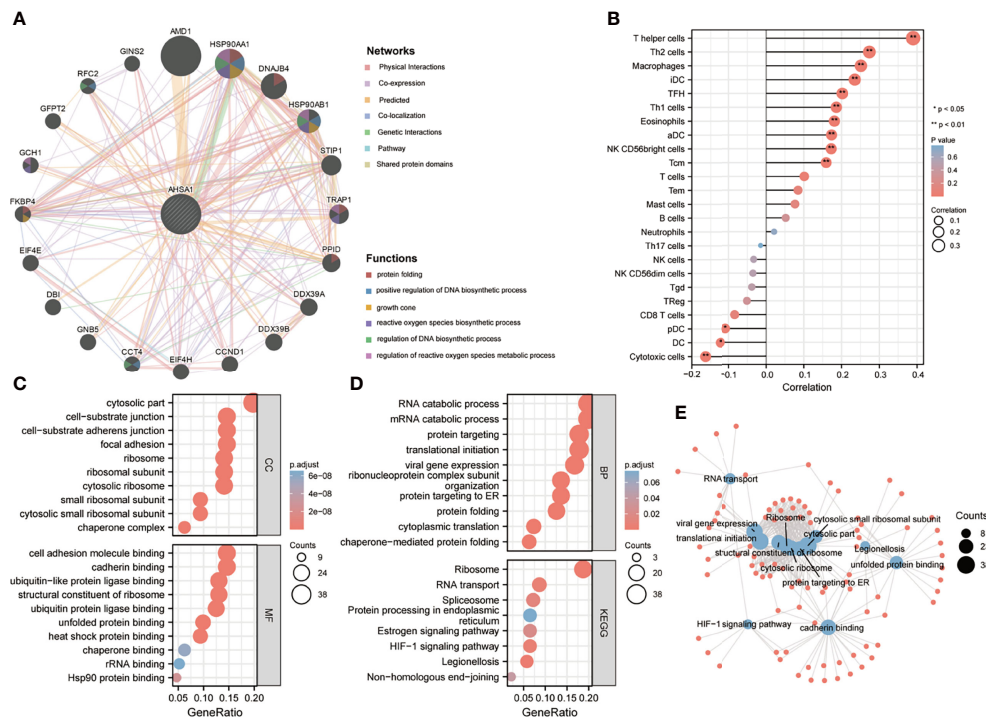 A
AMD1
HSP90AA1
DNAJB4
HSP90AB1
STIP1
TRAP1
PPID
DDX39A
DDX39B
CCND1
EIF4H
CCT4
GNB5
DBI
EIF4E
FKBP4
GCH1
GFPT2
RFC2
GINS2
AHSA1
Networks
Physical Interactions
Co-expression
Predicted
Co-localization
Genetic Interactions
Pathway
Shared protein domains
Functions
protein folding
positive regulation of DNA biosynthetic process
growth cone
reactive oxygen species biosynthetic process
regulation of DNA biosynthetic process
regulation of reactive oxygen species metabolic process
B
T helper cells
Th2 cells
Macrophages
iDC
TFH
Th1 cells
Eosinophils
aDC
NK CD56bright cells
Tcm
T cells
Tem
Mast cells
B cells
Neutrophils
Th17 cells
NK cells
NK CD56dim cells
Tgd
TReg
CD8 T cells
pDC
DC
Cytotoxic cells
**
**
**
**
**
**
**
**
**
**
*
*
**
−0.2 −0.1 0.0 0.1 0.2 0.3 0.4
Correlation
* p < 0.05
** p < 0.01
P value
0.6
0.4
0.2
Correlation
0.1
0.2
0.3
C
cytosolic part
cell−substrate junction
cell−substrate adherens junction
focal adhesion
ribosome
ribosomal subunit
cytosolic ribosome
small ribosomal subunit
cytosolic small ribosomal subunit
chaperone complex
CC
cell adhesion molecule binding
cadherin binding
ubiquitin−like protein ligase binding
structural constituent of ribosome
ubiquitin protein ligase binding
unfolded protein binding
heat shock protein binding
chaperone binding
rRNA binding
Hsp90 protein binding
MF
0.05 0.10 0.15 0.20
GeneRatio
p.adjust
6e−08
4e−08
2e−08
Counts
9
24
38
D
RNA catabolic process
mRNA catabolic process
protein targeting
translational initiation
viral gene expression
ribonucleoprotein complex subunit
organization
protein targeting to ER
protein folding
cytoplasmic translation
chaperone−mediated protein folding
BP
Ribosome
RNA transport
Spliceosome
Protein processing in endoplasmic
reticulum
Estrogen signaling pathway
HIF−1 signaling pathway
Legionellosis
Non−homologous end−joining
KEGG
0.05 0.10 0.15 0.20
GeneRatio
p.adjust
0.06
0.04
0.02
Counts
3
20
38
E
RNA transport
Ribosome
cytosolic small ribosomal subunit
viral gene expression
cytosolic part
translational initiation
Legionellosis
structural constituent of ribosome
unfolded protein binding
cytosolic ribosome
protein targeting to ER
HIF−1 signaling pathway
cadherin binding
Counts
8